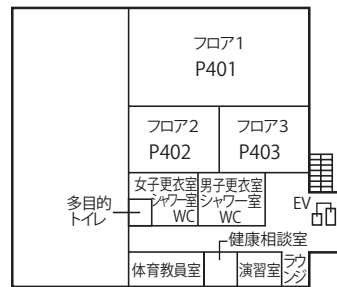 フロア1
P401
フロア2
P402
フロア3
P403
女子更衣室
シャワー室
WC
男子更衣室
シャワー室
WC
多目的
トイレ
EV
健康相談室
体育教員室
演習室
ラウ
ンジ